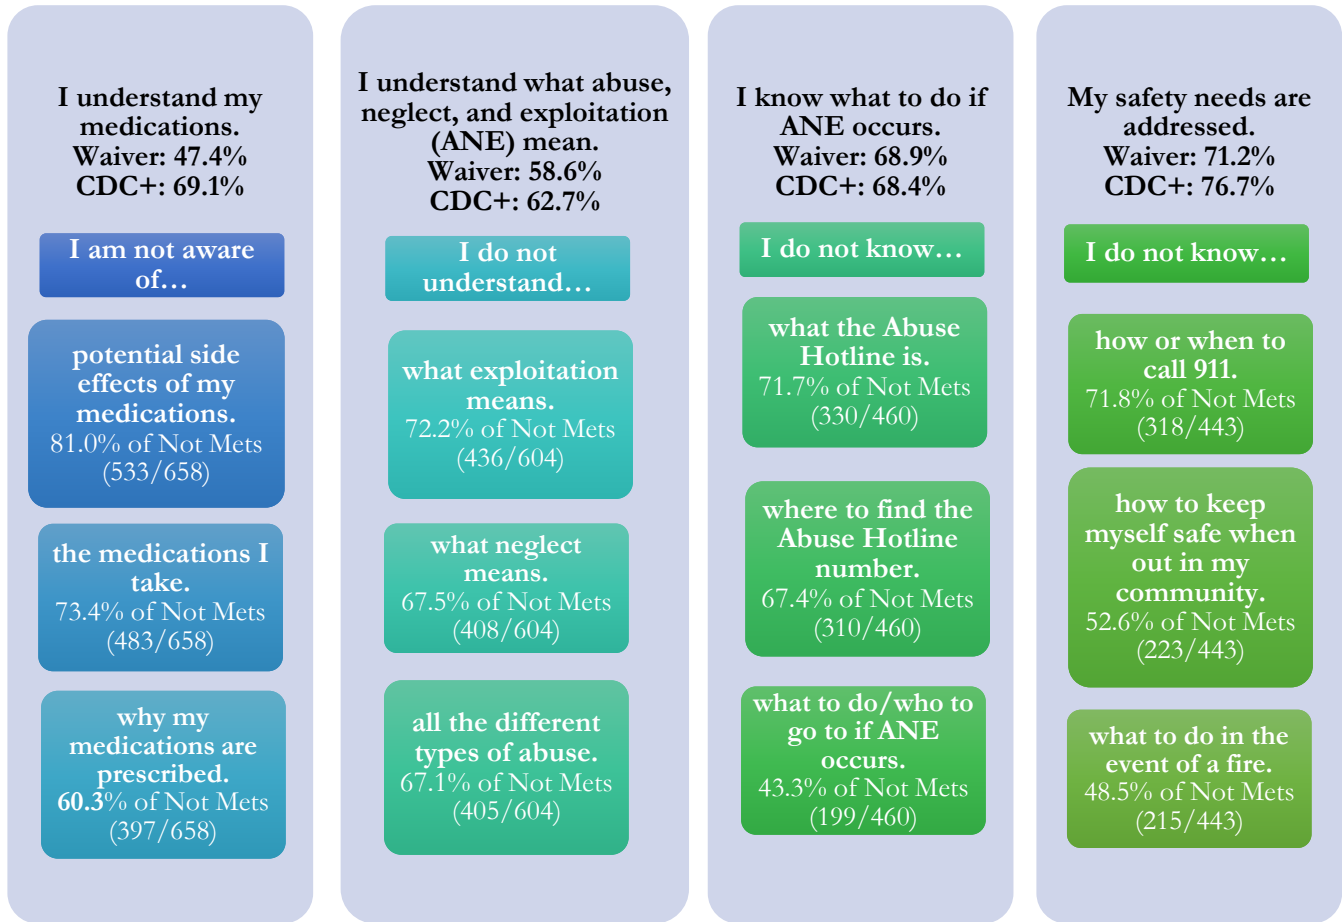 I understand my
medications.
Waiver: 47.4%
CDC+: 69.1%
I am not aware
of…
potential side
effects of my
medications.
81.0% of Not Mets
(533/658)
the medications I
take.
73.4% of Not Mets
(483/658)
why my
medications are
prescribed.
60.3% of Not Mets
(397/658)
I understand what abuse,
neglect, and exploitation
(ANE) mean.
Waiver: 58.6%
CDC+: 62.7%
I do not
understand…
what exploitation
means.
72.2% of Not Mets
(436/604)
what neglect
means.
67.5% of Not Mets
(408/604)
all the different
types of abuse.
67.1% of Not Mets
(405/604)
I know what to do if
ANE occurs.
Waiver: 68.9%
CDC+: 68.4%
I do not know…
what the Abuse
Hotline is.
71.7% of Not Mets
(330/460)
where to find the
Abuse Hotline
number.
67.4% of Not Mets
(310/460)
what to do/who to
go to if ANE
occurs.
43.3% of Not Mets
(199/460)
My safety needs are
addressed.
Waiver: 71.2%
CDC+: 76.7%
I do not know…
how or when to
call 911.
71.8% of Not Mets
(318/443)
how to keep
myself safe when
out in my
community.
52.6% of Not Mets
(223/443)
what to do in the
event of a fire.
48.5% of Not Mets
(215/443)